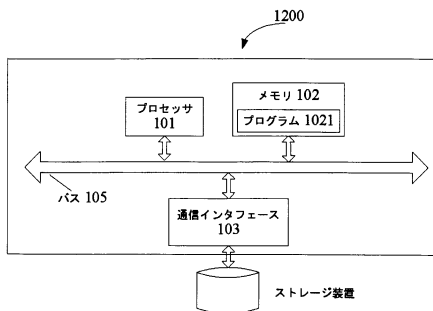 1200
プロセッサ
101
メモリ 102
プログラム 1021
バス 105
通信インタフェース
103
ストレージ装置